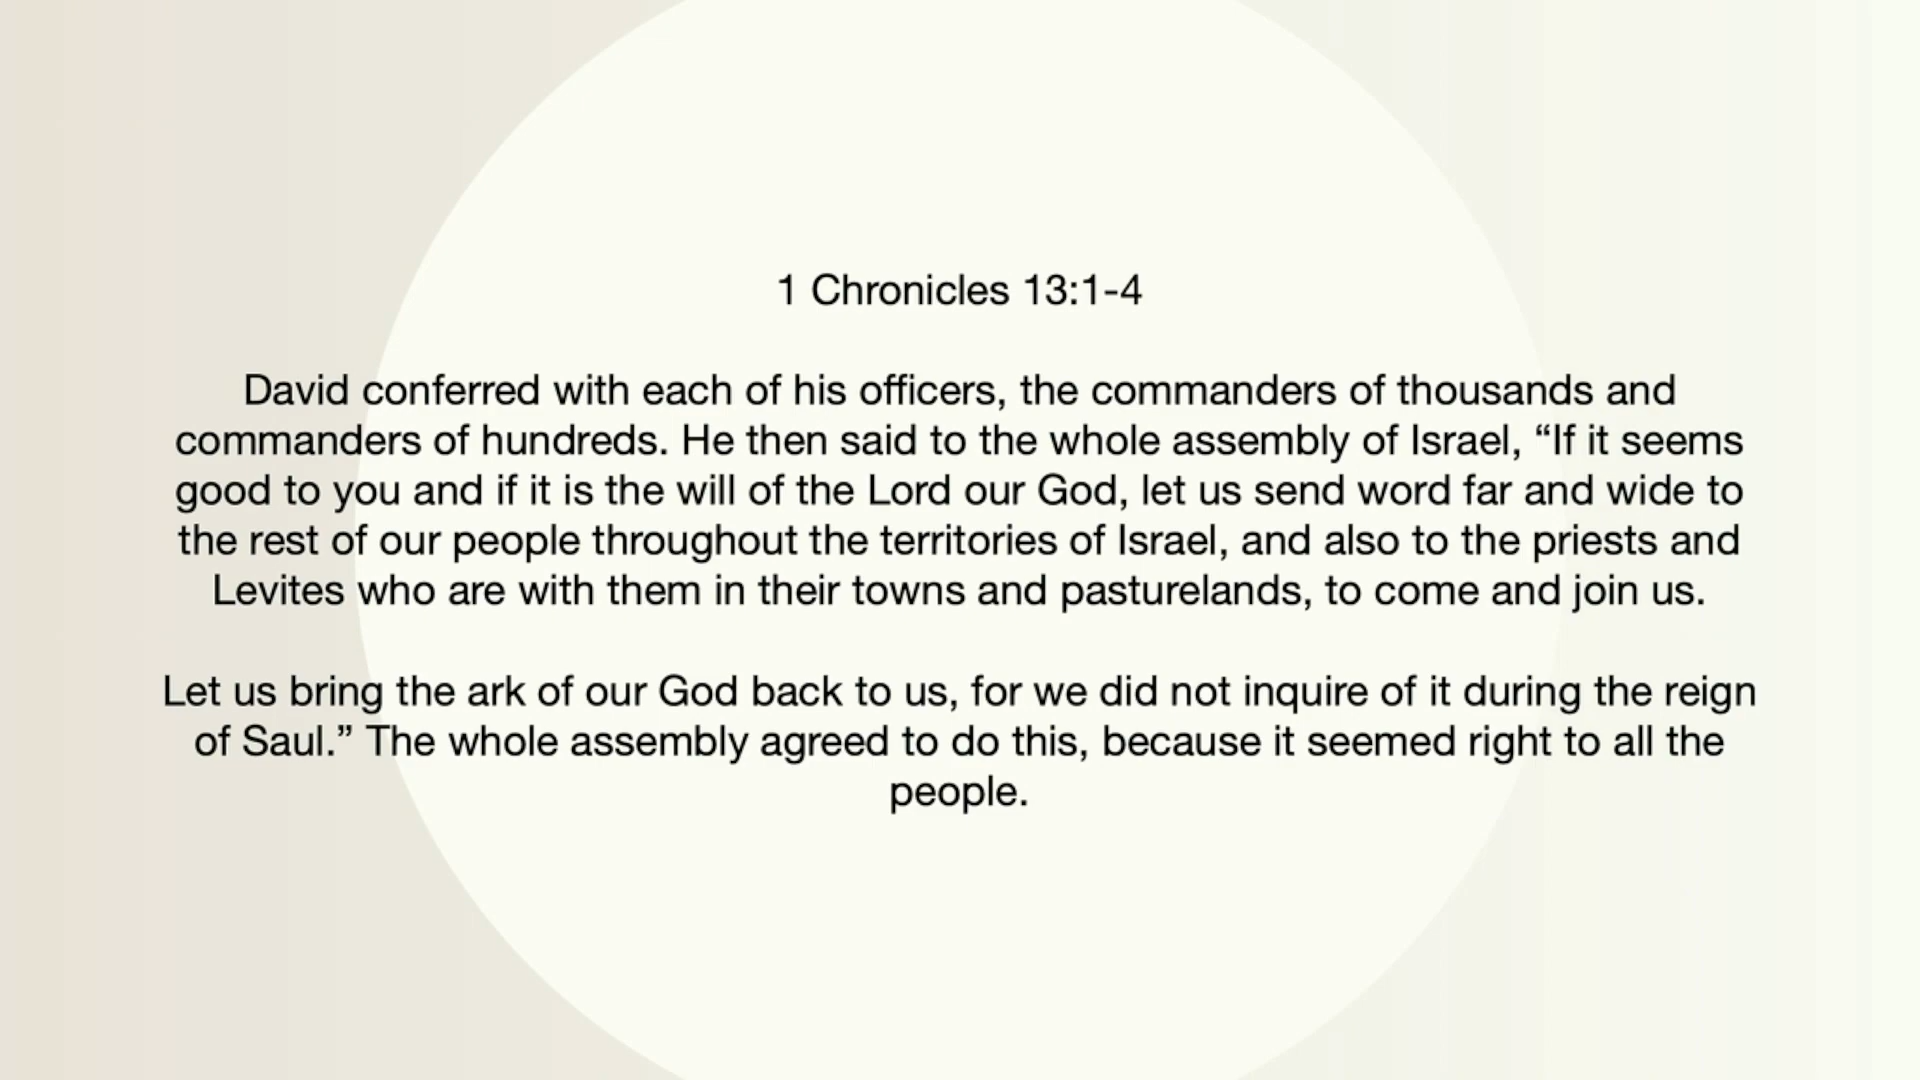 1 Chronicles 13:1-4
David conferred with each of his officers, the commanders of thousands and
commanders of hundreds. He then said to the whole assembly of Israel, “If it seems
good to you and if it is the will of the Lord our God, let us send word far and wide to
the rest of our people throughout the territories of Israel, and also to the priests and
Levites who are with them in their towns and pasturelands, to come and join us.
Let us bring the ark of our God back to us, for we did not inquire of it during the reign
of Saul.” The whole assembly agreed to do this, because it seemed right to all the
people.